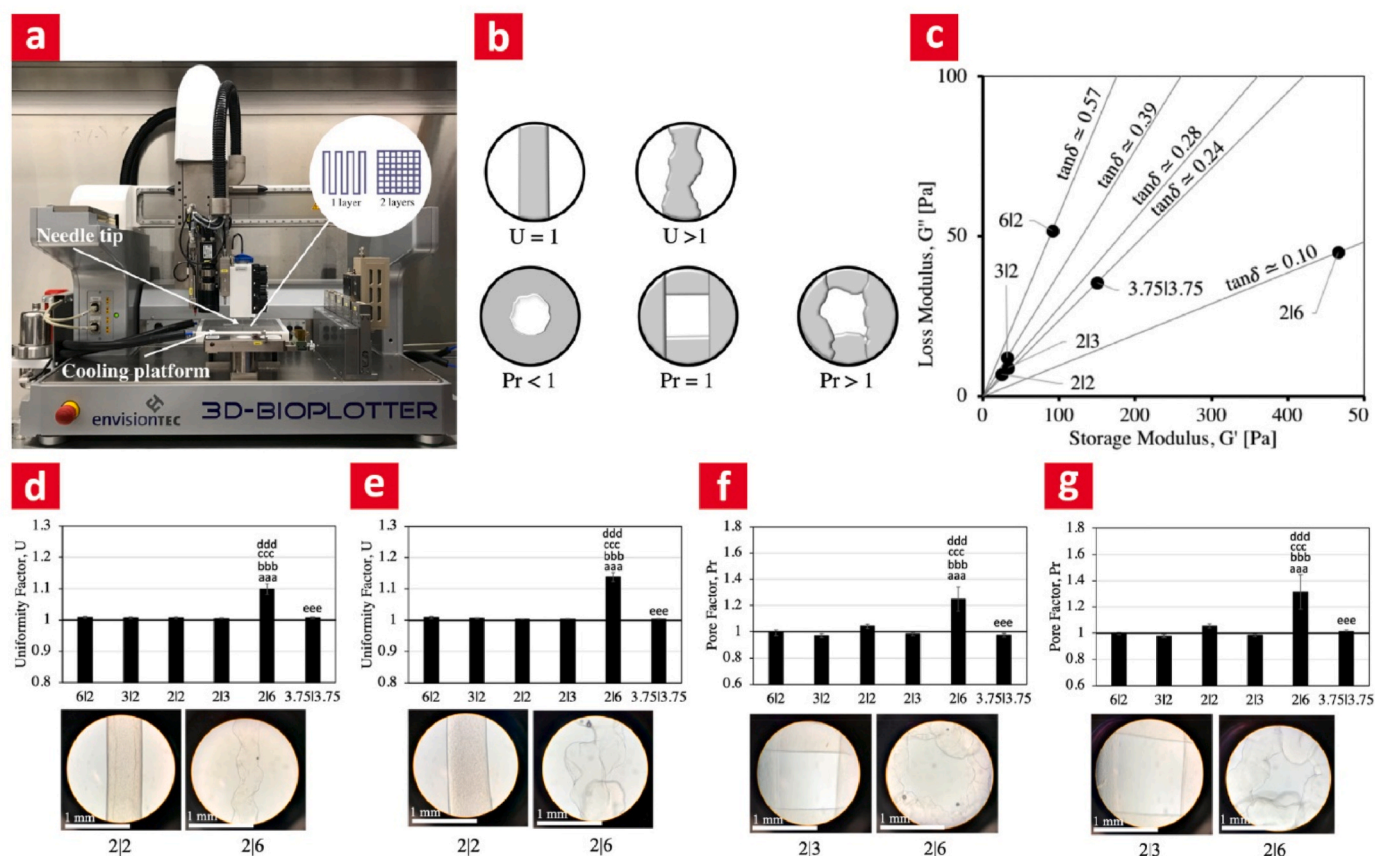 a
1 layer
2 layers
Needle tip
Cooling platform
envisionTEC
3D-BIOPLOTTER
b
U = 1
U >1
Pr < 1
Pr = 1
Pr > 1
c
Loss Modulus, G" [Pa]
100
50
0
tanδ ≃ 0.57
tanδ ≃ 0.39
tanδ ≃ 0.28
tanδ ≃ 0.24
tanδ ≃ 0.10
6|2
3|2
3.75|3.75
2|3
2|2
2|6
0
100
200
300
400
50
Storage Modulus, G' [Pa]
d
Uniformity Factor, U
1.3
1.2
1.1
1
0.9
0.8
ddd
ccc
bbb
aaa
eee
6|2
3|2
2|2
2|3
2|6
3.75|3.75
1 mm
1 mm
2|2
2|6
e
Uniformity Factor, U
1.3
1.2
1.1
1
0.9
0.8
ddd
ccc
bbb
aaa
eee
6|2
3|2
2|2
2|3
2|6
3.75|3.75
1 mm
1 mm
2|2
2|6
f
Pore Factor, Pr
1.8
1.6
1.4
1.2
1
0.8
0.6
ddd
ccc
bbb
aaa
eee
6|2
3|2
2|2
2|3
2|6
3.75|3.75
1 mm
1 mm
2|3
2|6
g
Pore Factor, Pr
1.8
1.6
1.4
1.2
1
0.8
0.6
ddd
ccc
bbb
aaa
eee
6|2
3|2
2|2
2|3
2|6
3.75|3.75
1 mm
1 mm
2|3
2|6